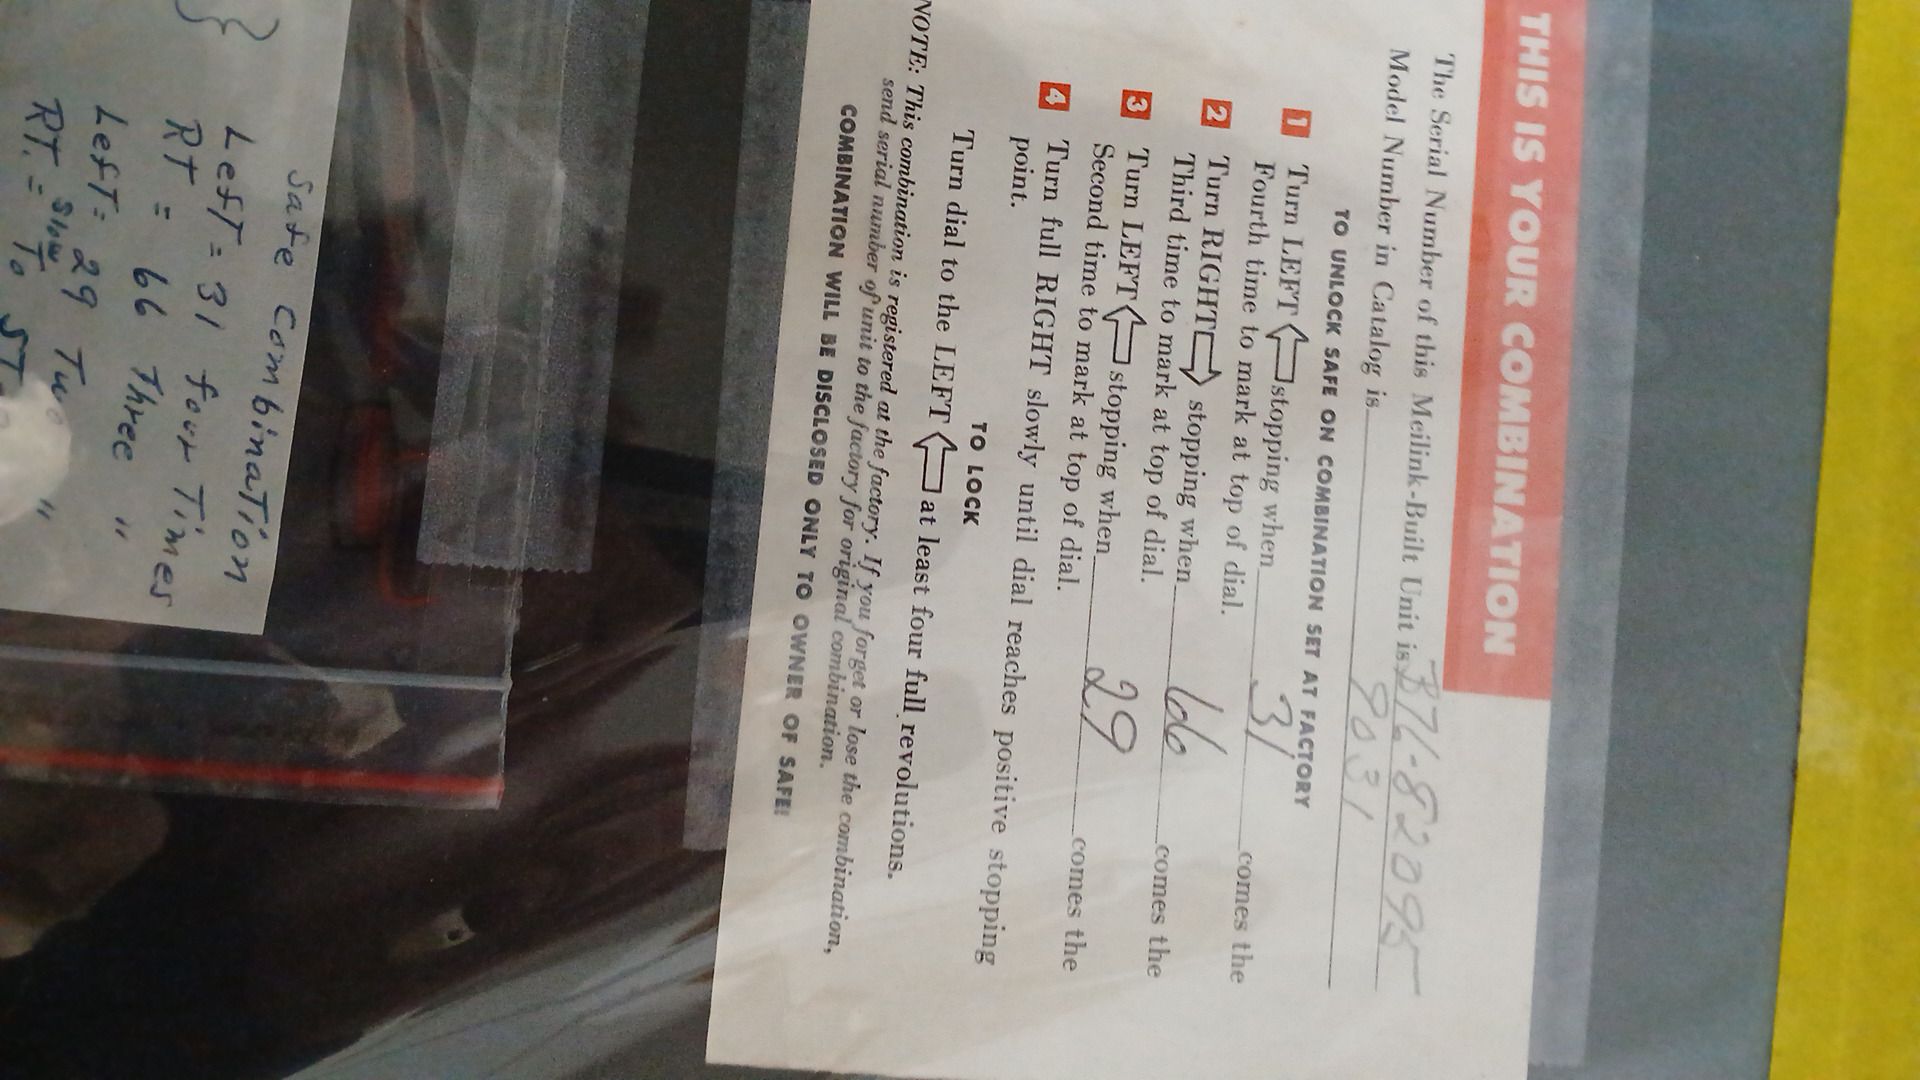 THIS IS YOUR COMBINATION
The Serial Number of this Meilink-Built Unit is B76-82095
Model Number in Catalog is 8031
TO UNLOCK SAFE ON COMBINATION SET AT FACTORY
1 Turn LEFT stopping when 31 comes the
Fourth time to mark at top of dial.
2 Turn RIGHT stopping when 66 comes the
Third time to mark at top of dial.
3 Turn LEFT stopping when 29 comes the
Second time to mark at top of dial.
4 Turn full RIGHT slowly until dial reaches positive stopping
point.
TO LOCK
Turn dial to the LEFT at least four full revolutions.
NOTE: This combination is registered at the factory. If you forget or lose the combination,
send serial number of unit to the factory for original combination.
COMBINATION WILL BE DISCLOSED ONLY TO OWNER OF SAFE!
Safe Combination
Left = 31 four Times
RT = 66 Three "
Left = 29 Two "
RT. = Slow To